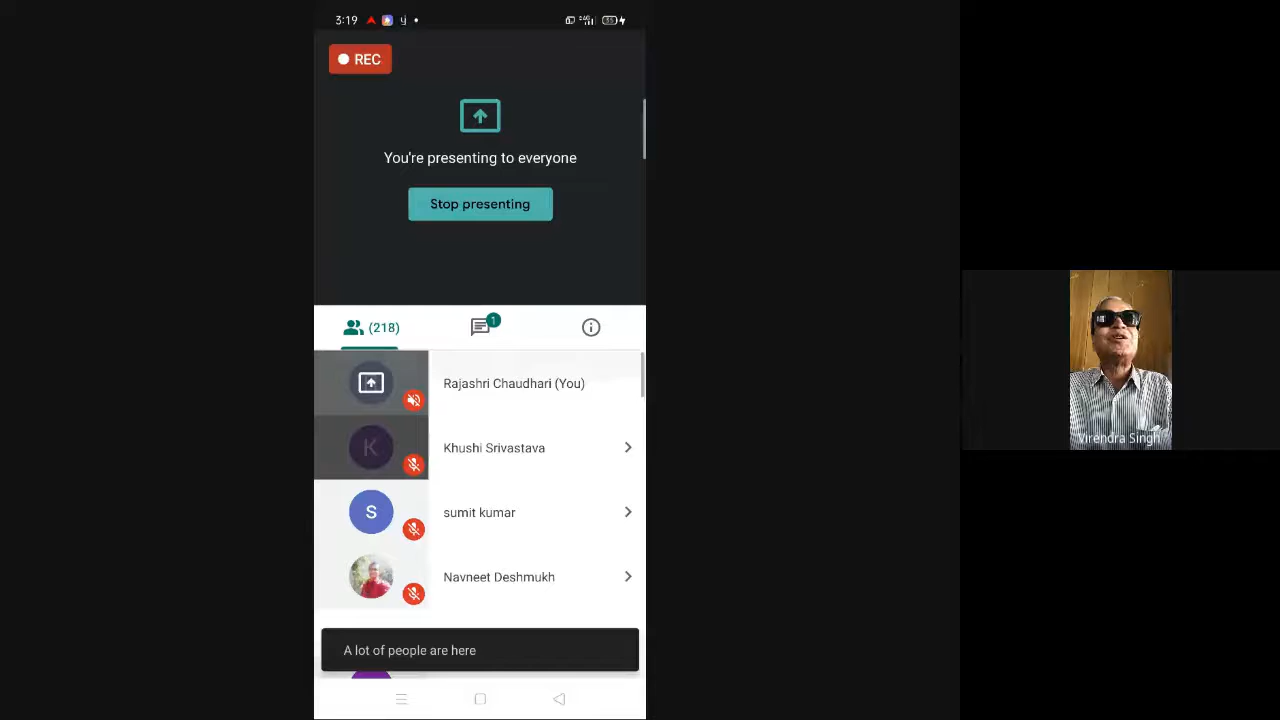 3:19
REC
You're presenting to everyone
Stop presenting
(218)
1
Rajashri Chaudhari (You)
K
Khushi Srivastava
S
sumit kumar
Navneet Deshmukh
A lot of people are here
Virendra Singh